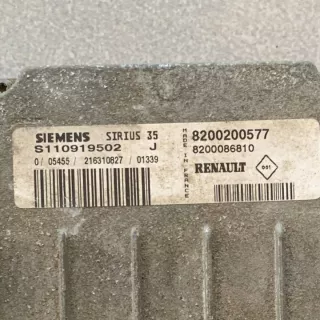 SIEMENS SIRIUS 35
S110919502 J
0 / 05455 / 216310827 / 01339
MADE IN FRANCE
8200200577
8200086810
RENAULT